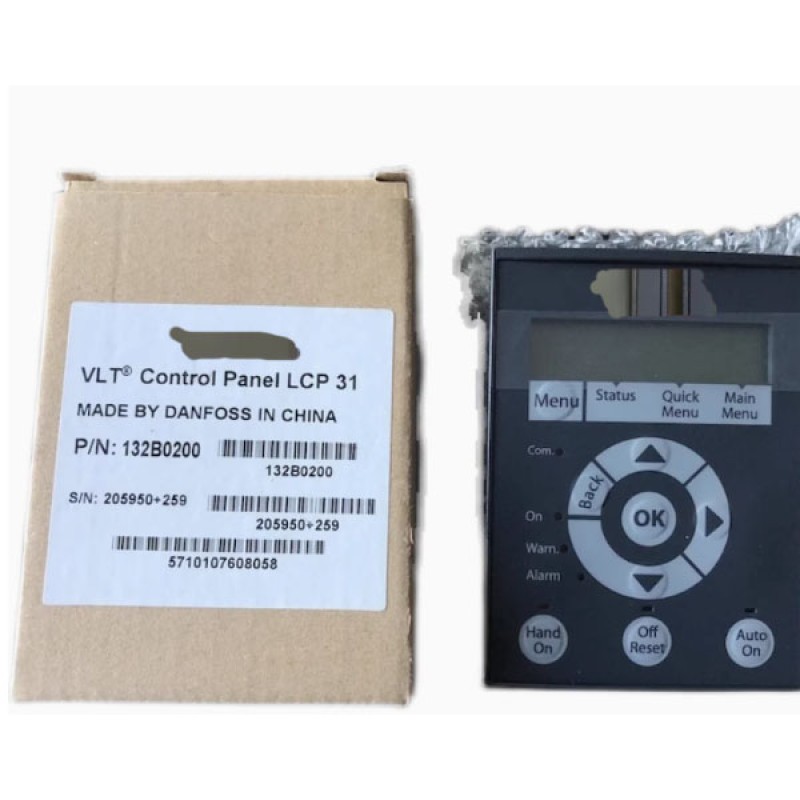 VLT® Control Panel LCP 31
MADE BY DANFOSS IN CHINA
P/N: 132B0200
132B0200
S/N: 205950+259
205950+259
5710107608058
Menu
Status
Quick
Menu
Main
Menu
Com.
Back
OK
On
Warn.
Alarm
Hand
On
Off
Reset
Auto
On